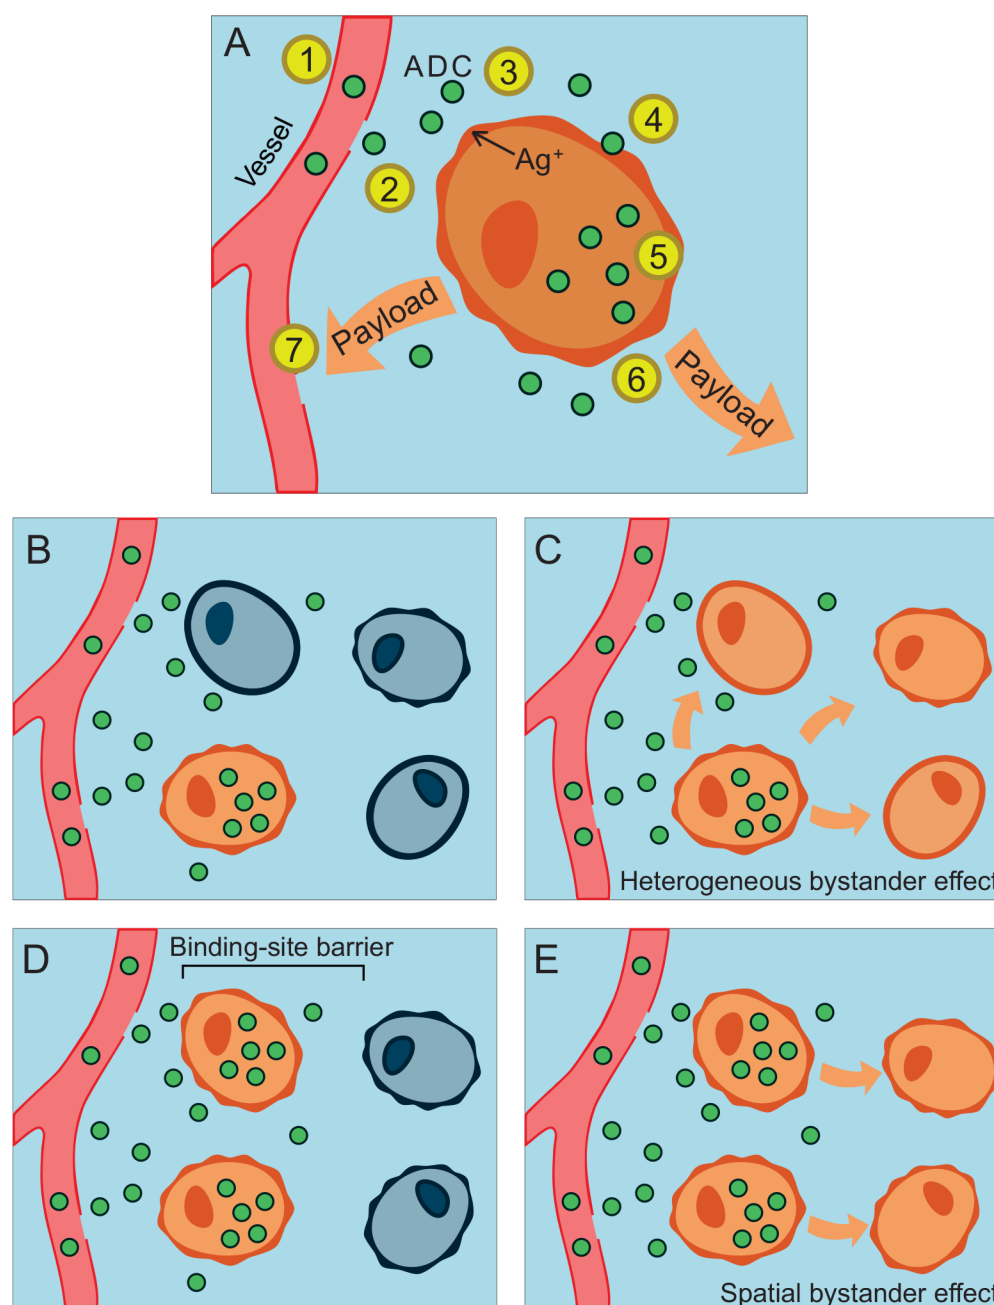 A
1
ADC
3
4
Vessel
Ag⁺
2
5
Payload
7
6
Payload
B
C
Heterogeneous bystander effect
D
Binding-site barrier
E
Spatial bystander effect